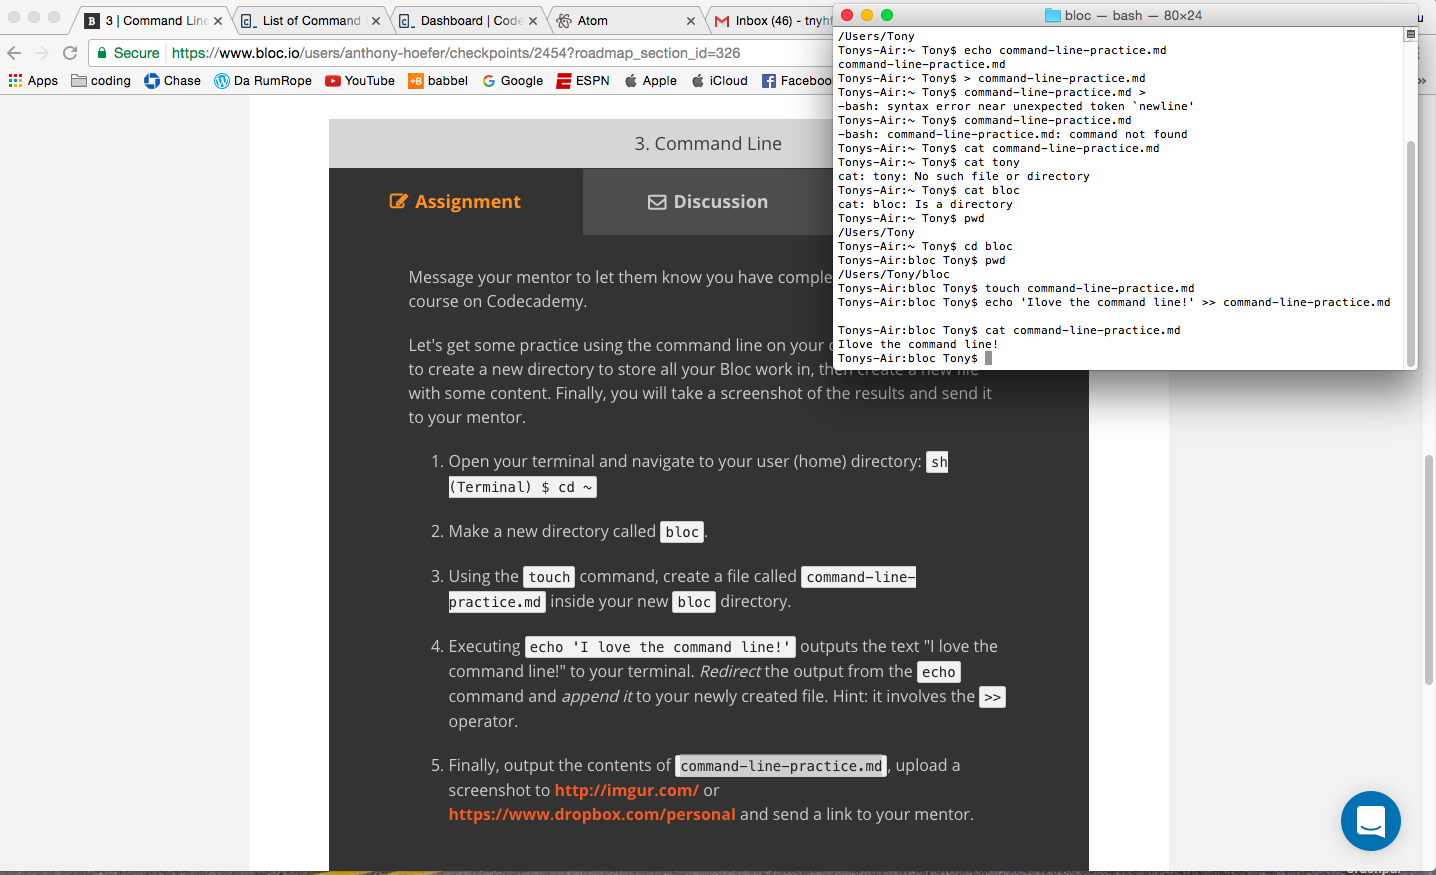 3 | Command Line
List of Command
Dashboard | Code
Atom
Inbox (46) - tnyhf
bloc — bash — 80×24
Secure
https://www.bloc.io/users/anthony-hoefer/checkpoints/2454?roadmap_section_id=326
Apps
coding
Chase
Da RumRope
YouTube
babbel
Google
ESPN
Apple
iCloud
Faceboo
/Users/Tony
Tonys-Air:~ Tony$ echo command-line-practice.md
command-line-practice.md
Tonys-Air:~ Tony$ > command-line-practice.md
Tonys-Air:~ Tony$ command-line-practice.md >
-bash: syntax error near unexpected token `newline'
Tonys-Air:~ Tony$ command-line-practice.md
-bash: command-line-practice.md: command not found
Tonys-Air:~ Tony$ cat command-line-practice.md
Tonys-Air:~ Tony$ cat tony
cat: tony: No such file or directory
Tonys-Air:~ Tony$ cat bloc
cat: bloc: Is a directory
Tonys-Air:~ Tony$ pwd
/Users/Tony
Tonys-Air:~ Tony$ cd bloc
Tonys-Air:bloc Tony$ pwd
/Users/Tony/bloc
Tonys-Air:bloc Tony$ touch command-line-practice.md
Tonys-Air:bloc Tony$ echo 'Ilove the command line!' >> command-line-practice.md
Tonys-Air:bloc Tony$ cat command-line-practice.md
Ilove the command line!
Tonys-Air:bloc Tony$
3. Command Line
Assignment
Discussion
Message your mentor to let them know you have comple
course on Codecademy.
Let's get some practice using the command line on your
to create a new directory to store all your Bloc work in, then create a new file
with some content. Finally, you will take a screenshot of the results and send it
to your mentor.
1. Open your terminal and navigate to your user (home) directory: sh
(Terminal) $ cd ~
2. Make a new directory called bloc.
3. Using the touch command, create a file called command-line-
practice.md inside your new bloc directory.
4. Executing echo 'I love the command line!' outputs the text "I love the
command line!" to your terminal. Redirect the output from the echo
command and append it to your newly created file. Hint: it involves the >>
operator.
5. Finally, output the contents of command-line-practice.md, upload a
screenshot to http://imgur.com/ or
https://www.dropbox.com/personal and send a link to your mentor.